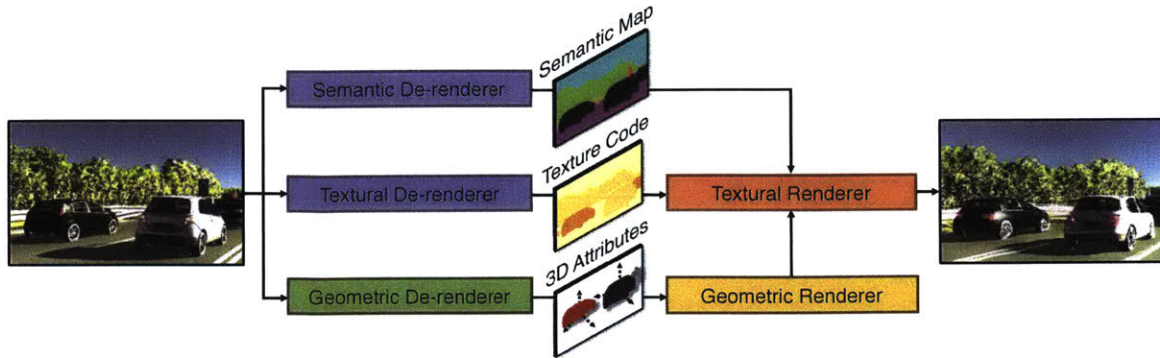 Semantic Map
Semantic De-renderer
Texture Code
Textural De-renderer
Textural Renderer
3D Attributes
Geometric De-renderer
Geometric Renderer